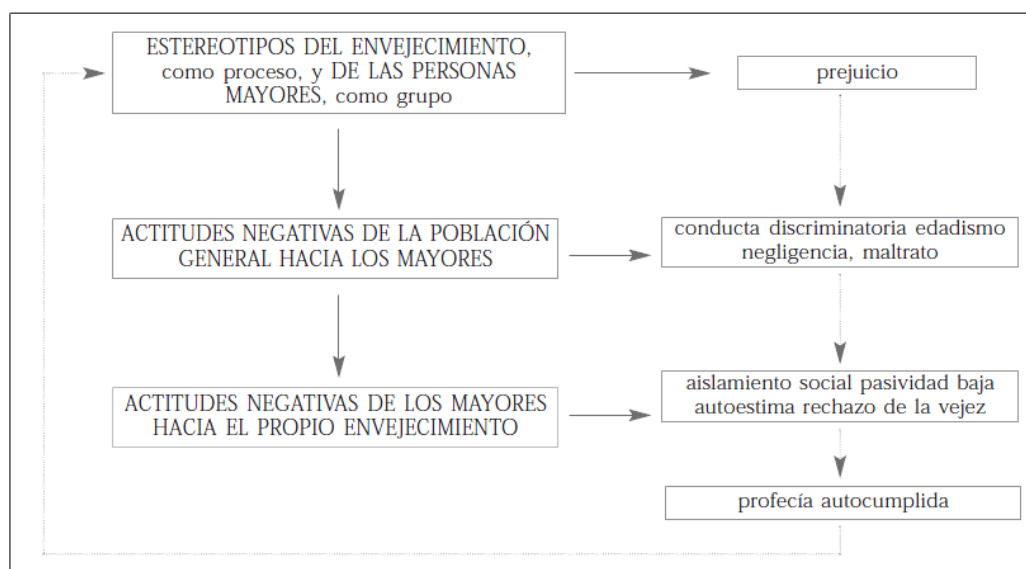 ESTEREOTIPOS DEL ENVEJECIMIENTO,
como proceso, y DE LAS PERSONAS
MAYORES, como grupo
prejuicio
ACTITUDES NEGATIVAS DE LA POBLACIÓN
GENERAL HACIA LOS MAYORES
conducta discriminatoria edadismo
negligencia, maltrato
ACTITUDES NEGATIVAS DE LOS MAYORES
HACIA EL PROPIO ENVEJECIMIENTO
aislamiento social pasividad baja
autoestima rechazo de la vejez
profecía autocumplida